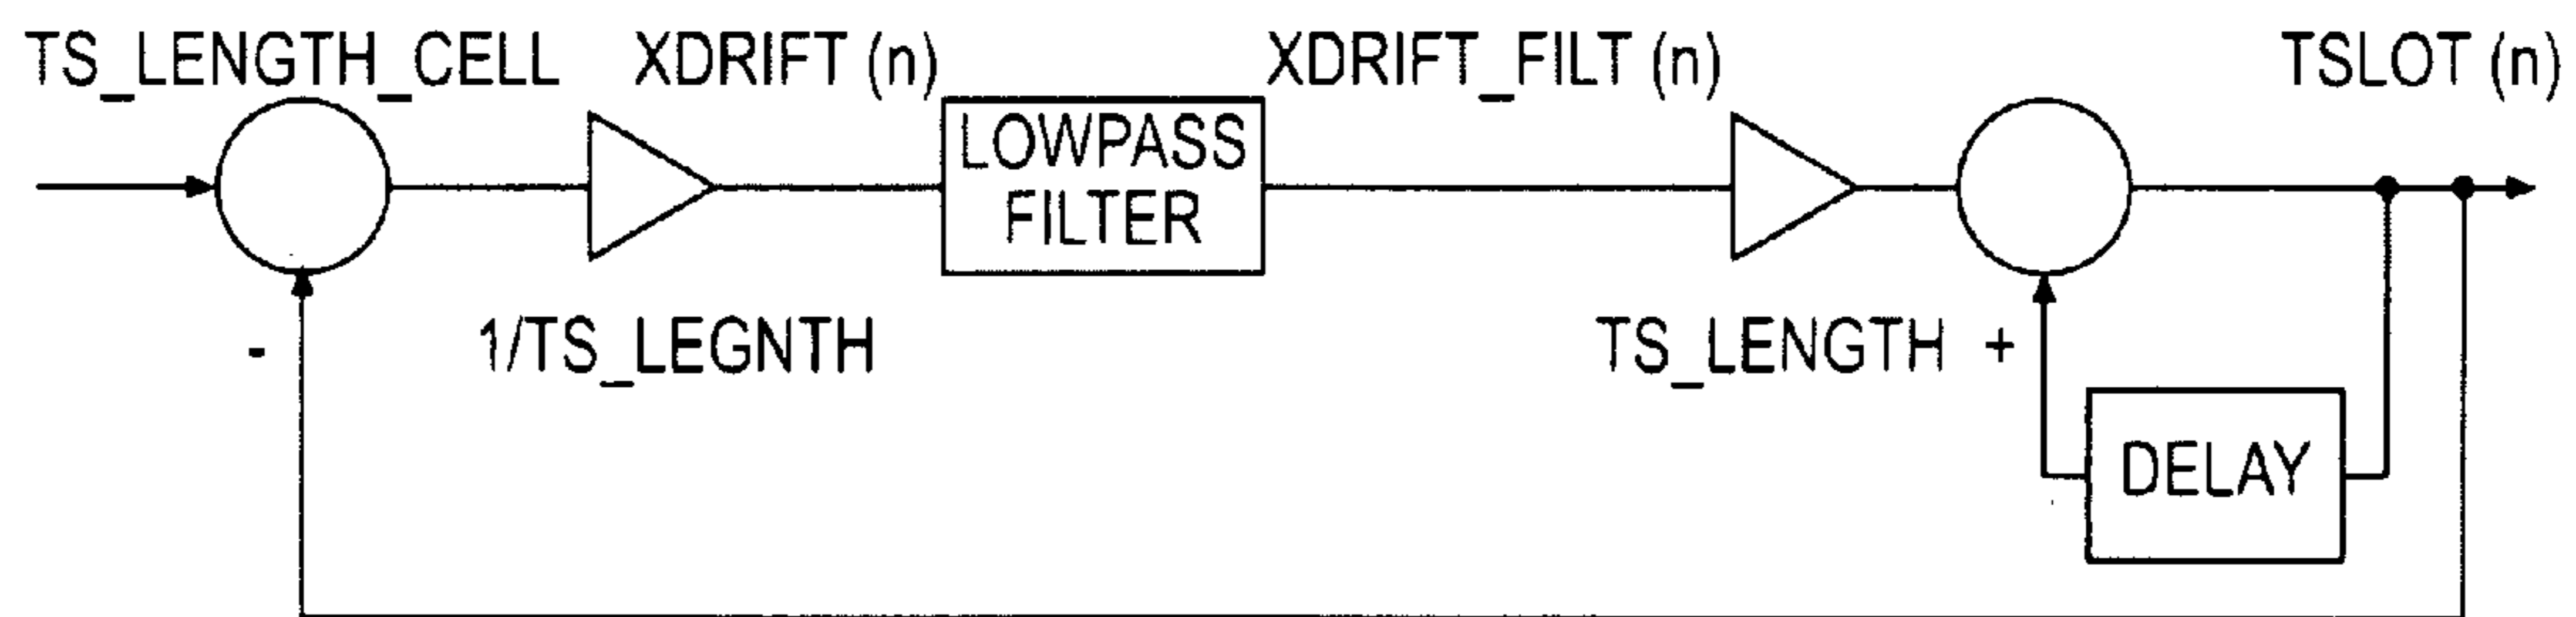 TS_LENGTH_CELL
XDRIFT (n)
XDRIFT_FILT (n)
TSLOT (n)
LOWPASS
FILTER
-
1/TS_LEGNTH
TS_LENGTH +
DELAY